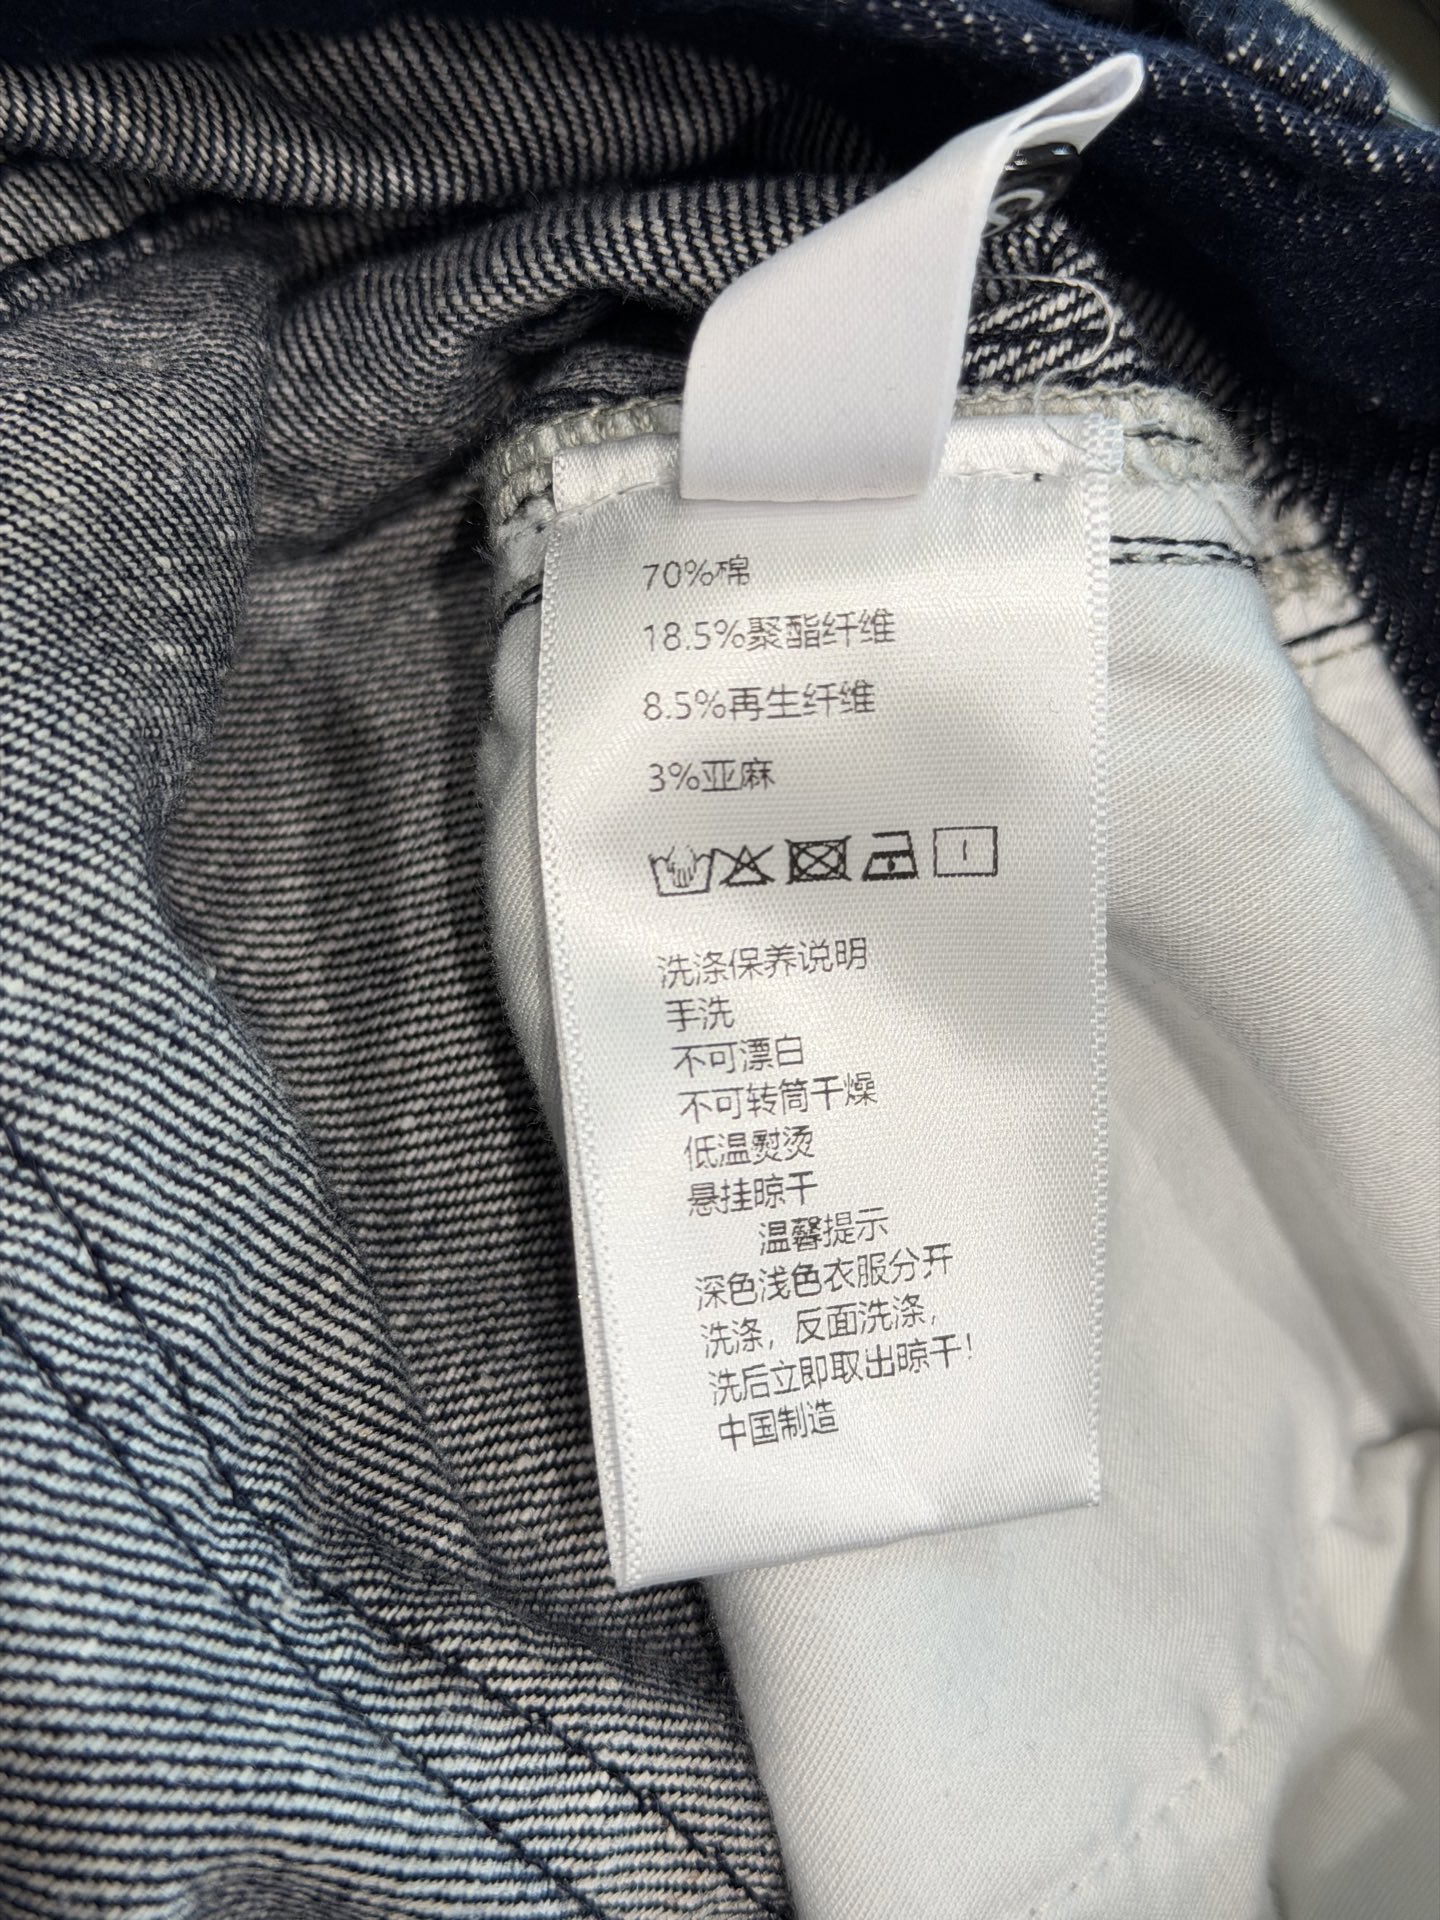 70%棉
18.5%聚酯纤维
8.5%再生纤维
3%亚麻
洗涤保养说明
手洗
不可漂白
不可转筒干燥
低温熨烫
悬挂晾干
温馨提示
深色浅色衣服分开
洗涤，反面洗涤，
洗后立即取出晾干！
中国制造